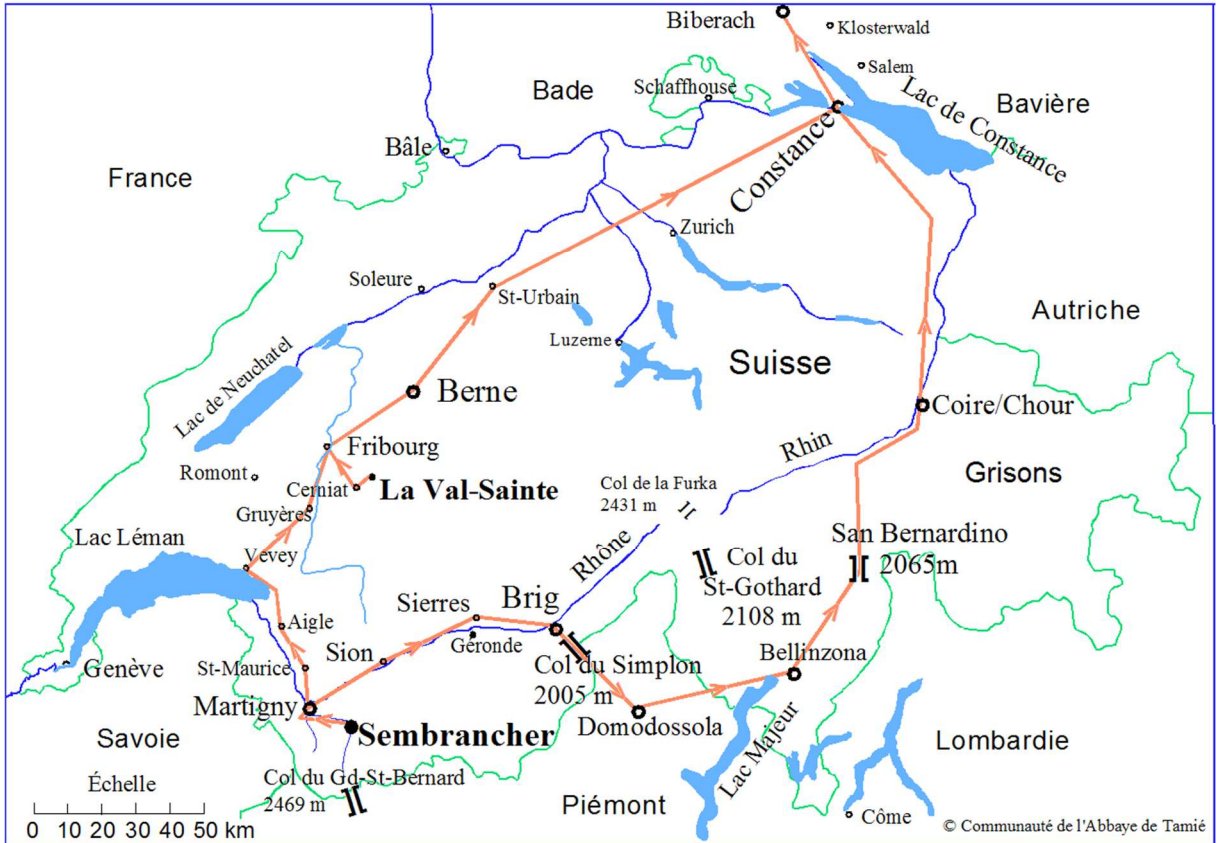 Biberach
Klosterwald
Salem
Schaffhouse
Bade
Bavière
Lac de Constance
Constance
Bâle
France
Zurich
Soleure
St-Urbain
Autriche
Luzerne
Suisse
Lac de Neuchatel
Berne
Coire/Chour
Fribourg
Rhin
Romont
Cerniat
La Val-Sainte
Grisons
Col de la Furka
2431 m
Gruyères
Lac Léman
Vevey
Rhône
San Bernardino
2065m
Col du
St-Gothard
2108 m
Sierres
Brig
Aigle
Géronde
Sion
Bellinzona
Genève
St-Maurice
Col du Simplon
2005 m
Martigny
Domodossola
Sembrancher
Savoie
Lac Majeur
Lombardie
Échelle
Col du Gd-St-Bernard
2469 m
Piémont
Côme
0 10 20 30 40 50 km
© Communauté de l'Abbaye de Tamié